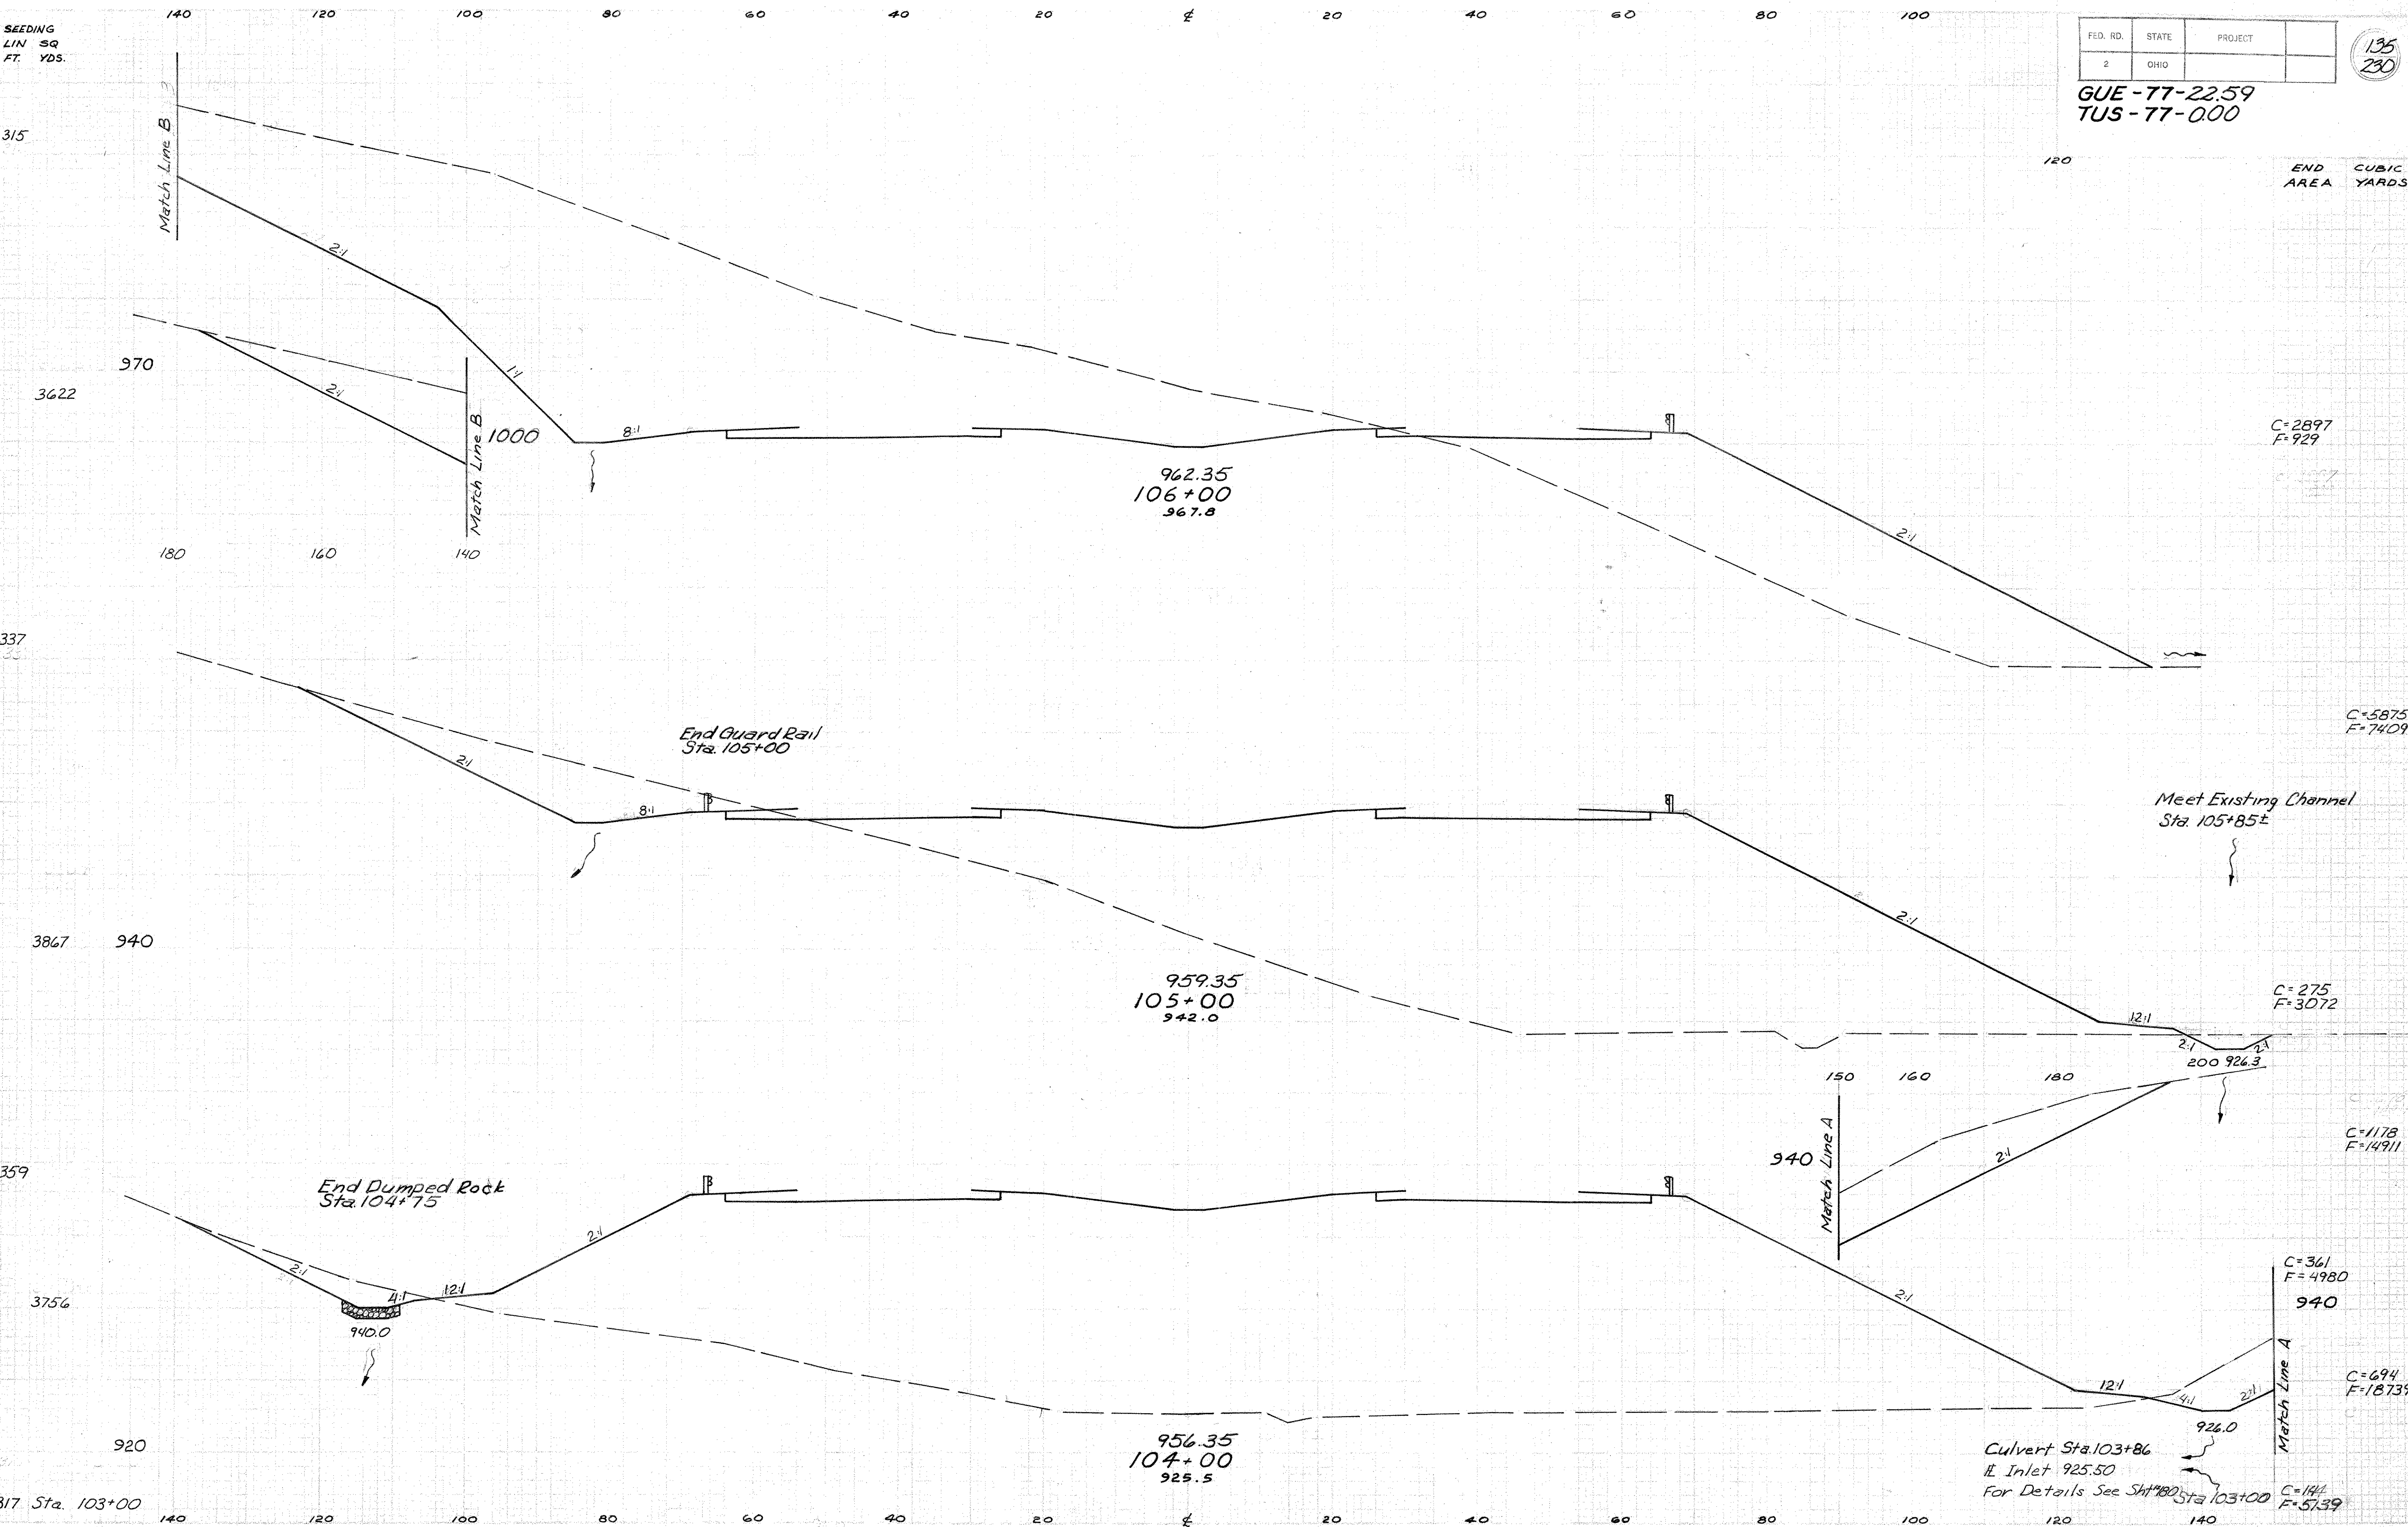 140 120 100 80 60 40 20 ℄ 20 40 60 80 100
SEEDING
LIN SQ
FT. YDS.
FED. RD. STATE PROJECT
2 OHIO
135
230
GUE-77-22.59
TUS-77-0.00
120
END CUBIC
AREA YARDS
315
Match Line B
2:1
970
3622
2:1
1:1
Match Line B
1000
8:1
962.35
106+00
967.8
2:1
C=2897
F=929
180 160 140
337
End Guard Rail
Sta. 105+00
2:1
8:1
C=5875
F=7409
Meet Existing Channel
Sta. 105+85±
2:1
3867 940
959.35
105+00
942.0
C=275
F=3072
12:1
2:1 2:1
200 926.3
150 160 180
Match Line A
940
2:1
C=1178
F=14911
359
End Dumped Rock
Sta. 104+75
2:1
2:1
4:1 12:1
940.0
3756
2:1
C=361
F=4980
940
Match Line A
12:1 4:1 2:1
926.0
C=694
F=18739
920
956.35
104+00
925.5
Culvert Sta. 103+86
℄ Inlet 925.50
For Details See Sht #180
Sta 103+00
C=144
F=5139
317 Sta. 103+00
140 120 100 80 60 40 20 ℄ 20 40 60 80 100 120 140